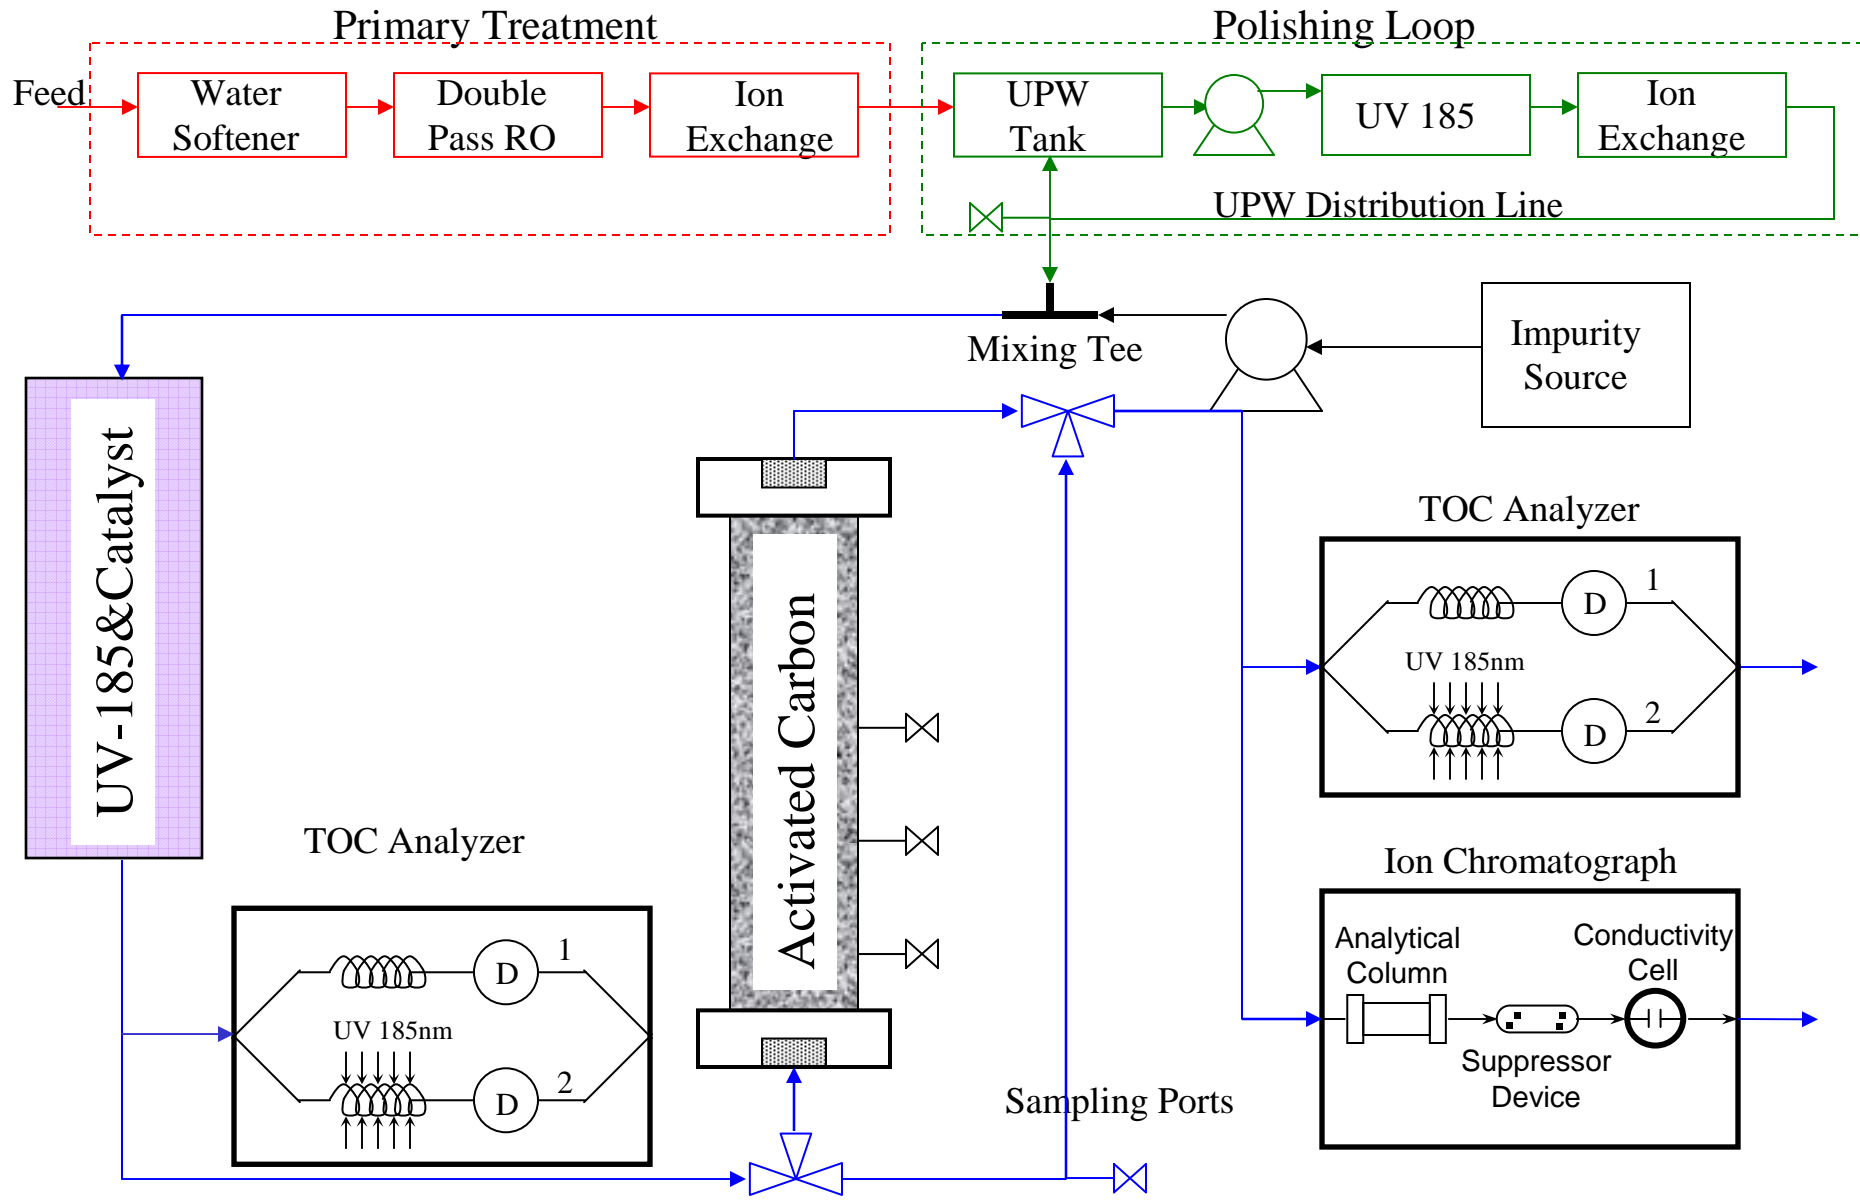 Primary Treatment
Polishing Loop
Feed
Water
Softener
Double
Pass RO
Ion
Exchange
UPW
Tank
UV 185
Ion
Exchange
UPW Distribution Line
Mixing Tee
Impurity
Source
UV-185&Catalyst
Activated Carbon
TOC Analyzer
1
D
UV 185nm
2
D
TOC Analyzer
1
D
UV 185nm
2
D
Ion Chromatograph
Analytical
Column
Conductivity
Cell
Suppressor
Device
Sampling Ports